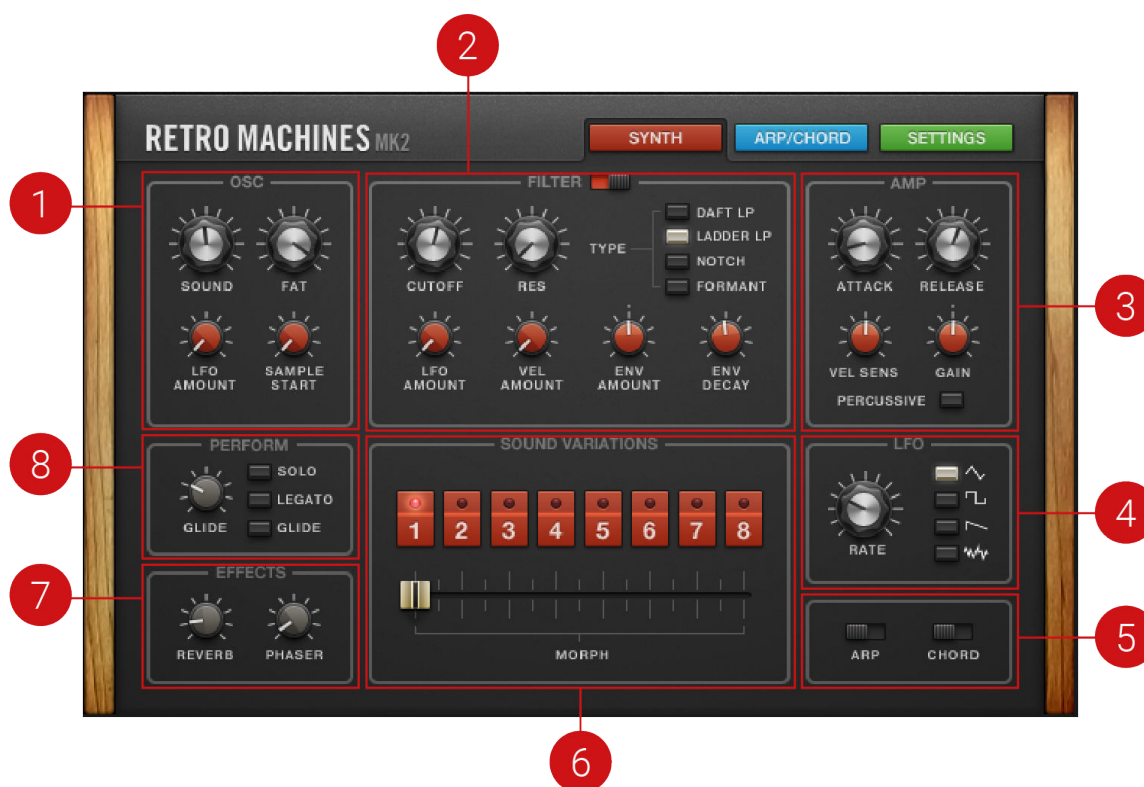 2
RETRO MACHINES MK2
SYNTH
ARP/CHORD
SETTINGS
1
OSC
SOUND
FAT
LFO
AMOUNT
SAMPLE
START
FILTER
CUTOFF
RES
TYPE
DAFT LP
LADDER LP
NOTCH
FORMANT
LFO
AMOUNT
VEL
AMOUNT
ENV
AMOUNT
ENV
DECAY
AMP
ATTACK
RELEASE
VEL SENS
GAIN
PERCUSSIVE
3
8
PERFORM
GLIDE
SOLO
LEGATO
GLIDE
SOUND VARIATIONS
1 2 3 4 5 6 7 8
MORPH
LFO
RATE
4
7
EFFECTS
REVERB
PHASER
ARP
CHORD
5
6